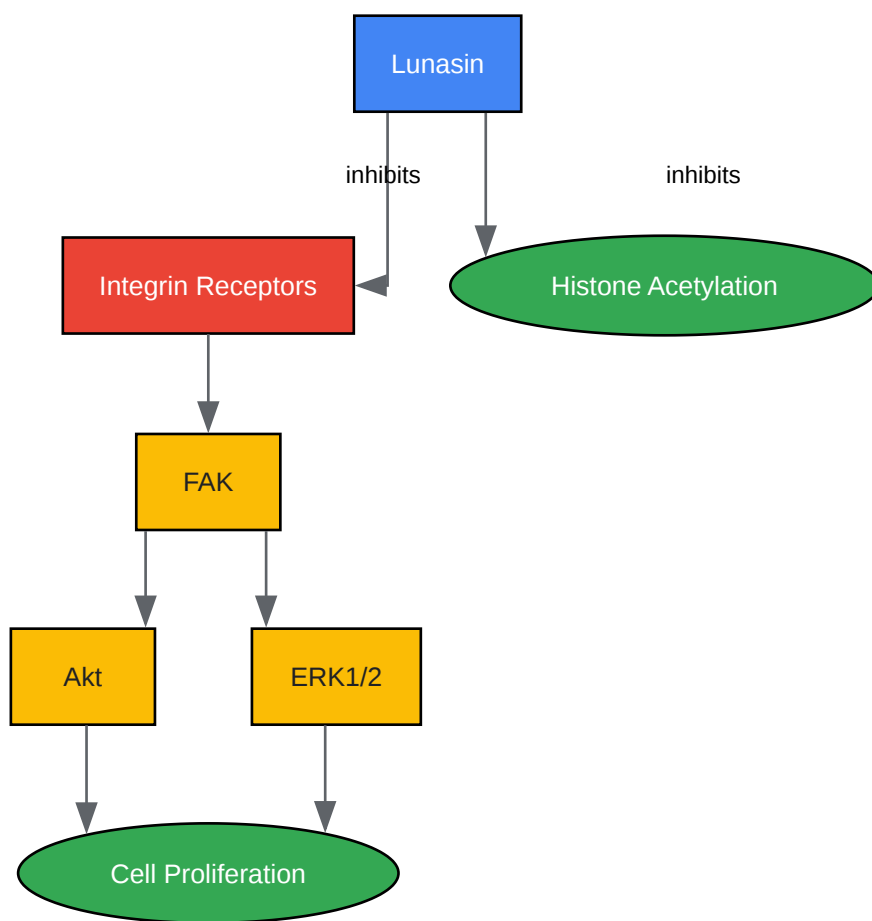 Lunasin
inhibits
inhibits
Integrin Receptors
Histone Acetylation
FAK
Akt
ERK1/2
Cell Proliferation